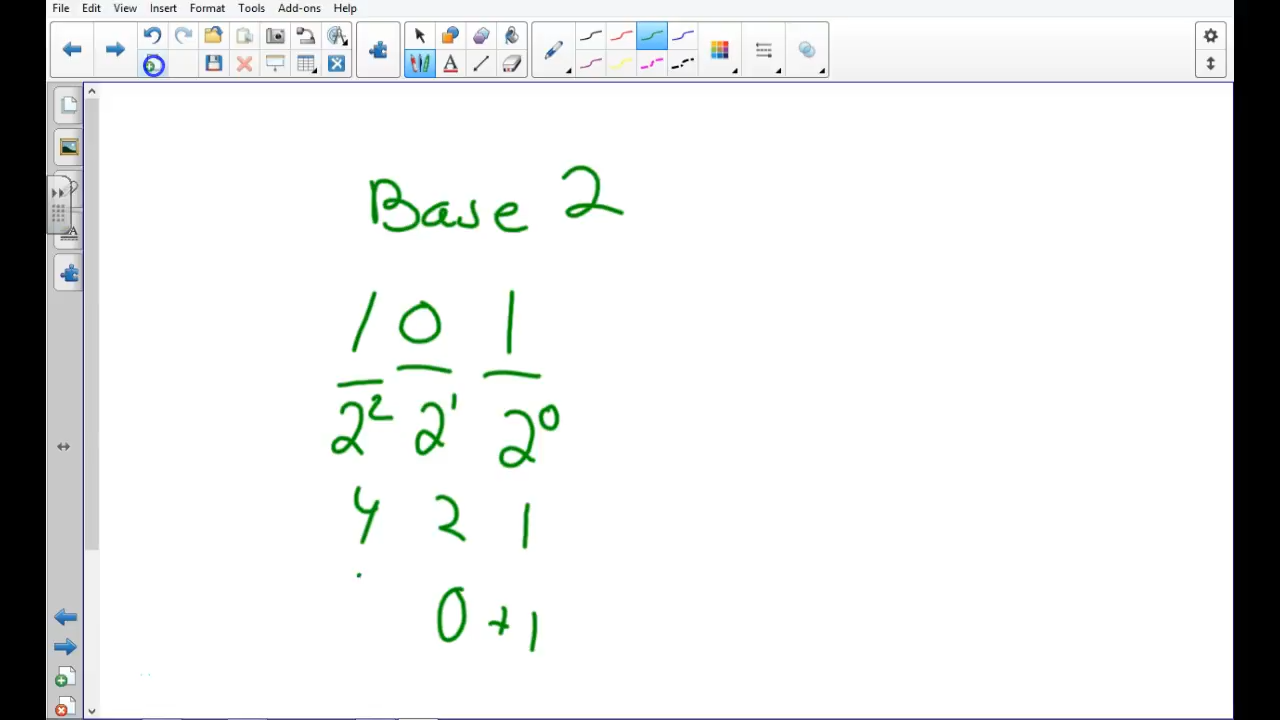 File Edit View Insert Format Tools Add-ons Help
Base 2
1 0 1
2² 2¹ 2⁰
4 2 1
0 + 1